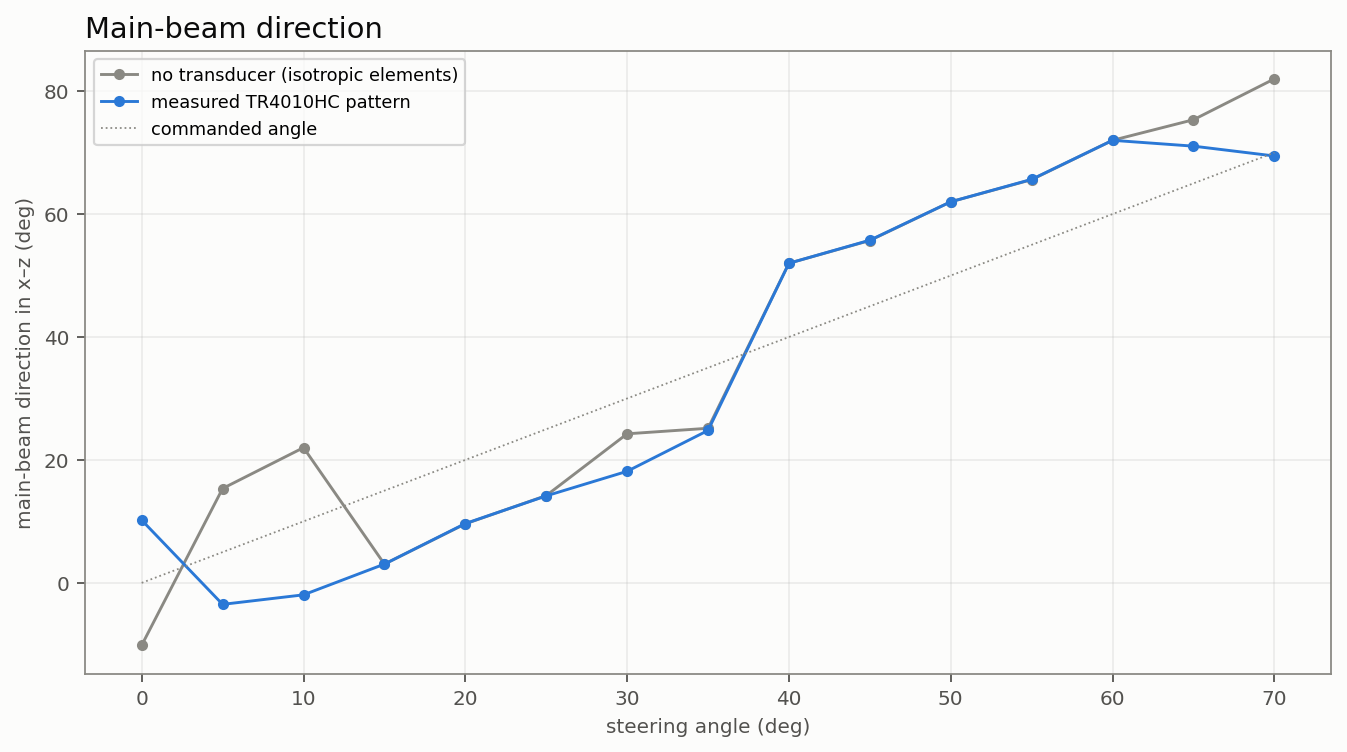 Main-beam direction
no transducer (isotropic elements)
measured TR4010HC pattern
commanded angle
main-beam direction in x–z (deg)
80
60
40
20
0
0 10 20 30 40 50 60 70
steering angle (deg)